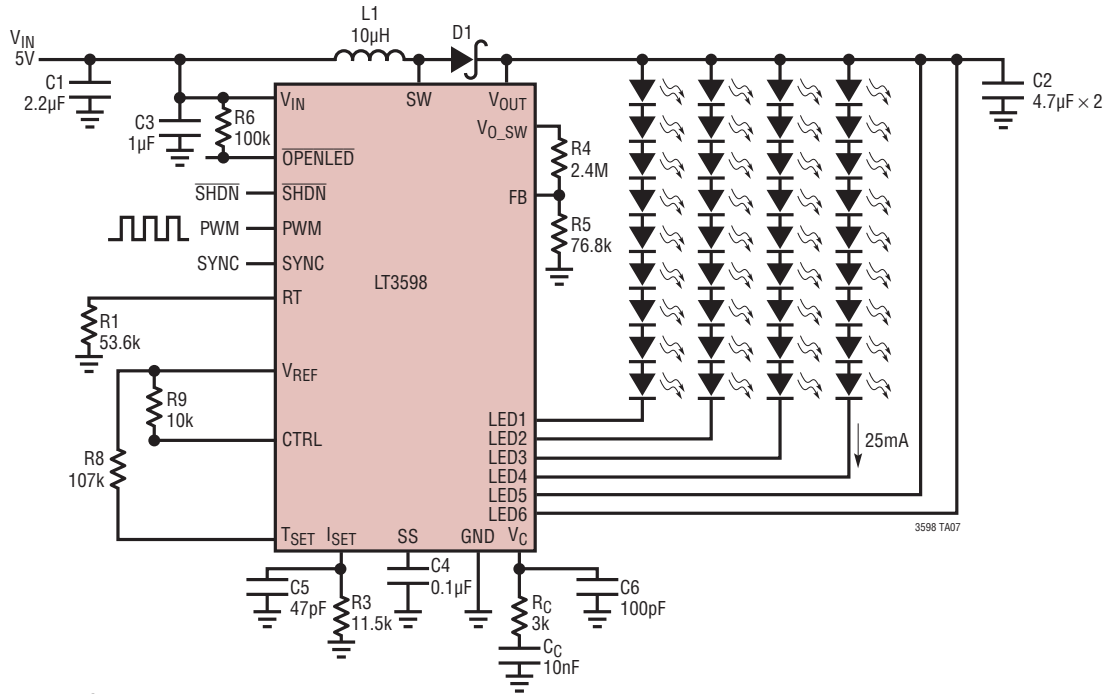 L1
10µH
D1
VIN
5V
C1
2.2µF
C2
4.7µF × 2
VIN
SW
VOUT
C3
1µF
R6
100k
VO_SW
R4
2.4M
OPENLED
SHDN
SHDN
FB
R5
76.8k
PWM
PWM
SYNC
SYNC
LT3598
RT
R1
53.6k
VREF
R9
10k
CTRL
R8
107k
LED1
LED2
LED3
LED4
LED5
LED6
25mA
3598 TA07
TSET
ISET
SS
GND
VC
C5
47pF
R3
11.5k
C4
0.1µF
RC
3k
CC
10nF
C6
100pF